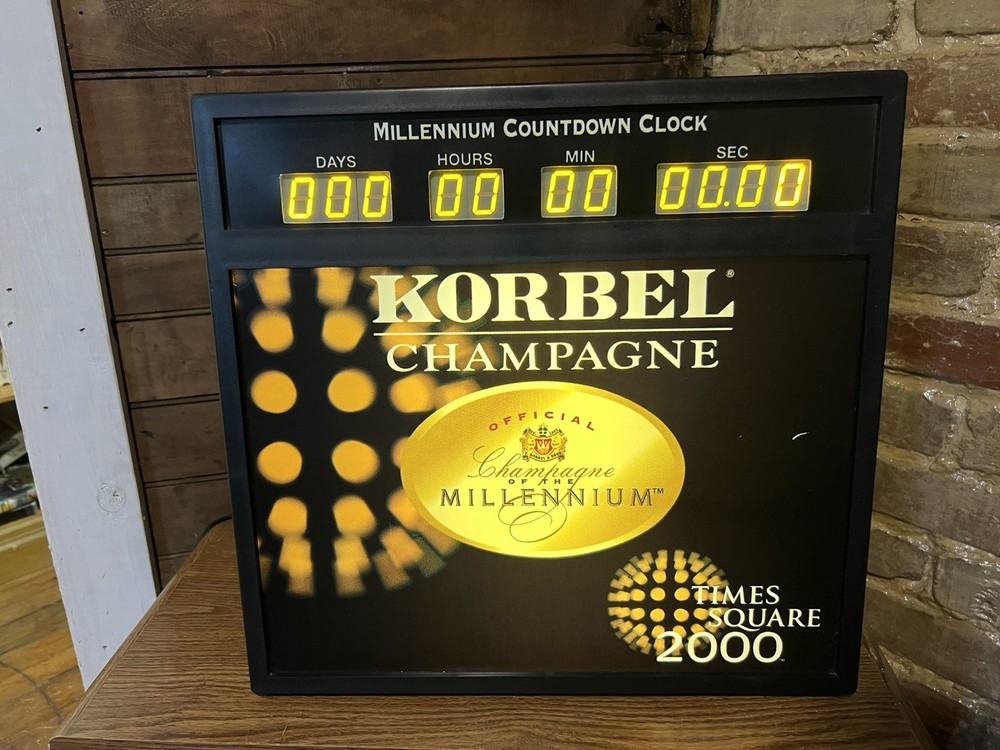 MILLENNIUM COUNTDOWN CLOCK
DAYS HOURS MIN SEC
000 00 00 00.00
KORBEL®
CHAMPAGNE
OFFICIAL
Champagne
OF THE
MILLENNIUM™
TIMES
SQUARE
2000